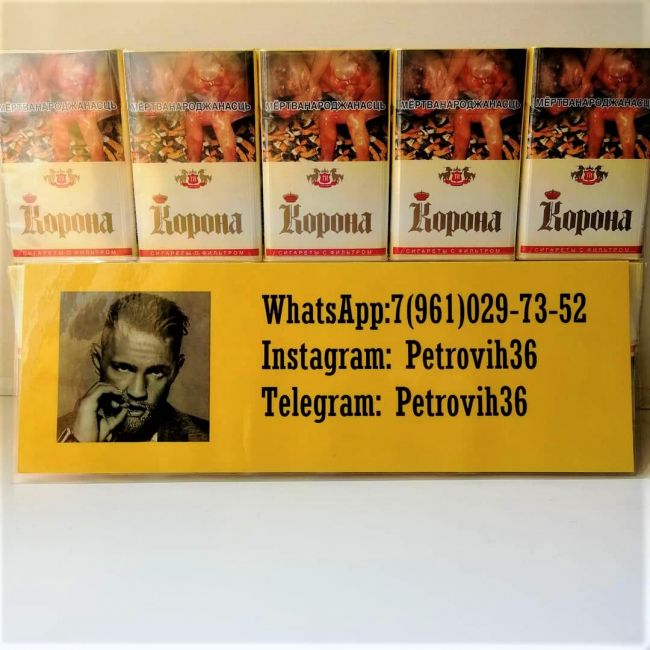 МЁРТВАНАРОДЖАНАСЦЬ МЁРТВАНАРОДЖАНАСЦЬ МЁРТВАНАРОДЖАНАСЦЬ МЁРТВАНАРОДЖАНАСЦЬ МЁРТВАНАРОДЖАНАСЦЬ
Корона Корона Корона Корона Корона
СИГАРЕТЫ С ФИЛЬТРОМ СИГАРЕТЫ С ФИЛЬТРОМ СИГАРЕТЫ С ФИЛЬТРОМ СИГАРЕТЫ С ФИЛЬТРОМ СИГАРЕТЫ С ФИЛЬТРОМ
WhatsApp:7(961)029-73-52
Instagram: Petrovih36
Telegram: Petrovih36